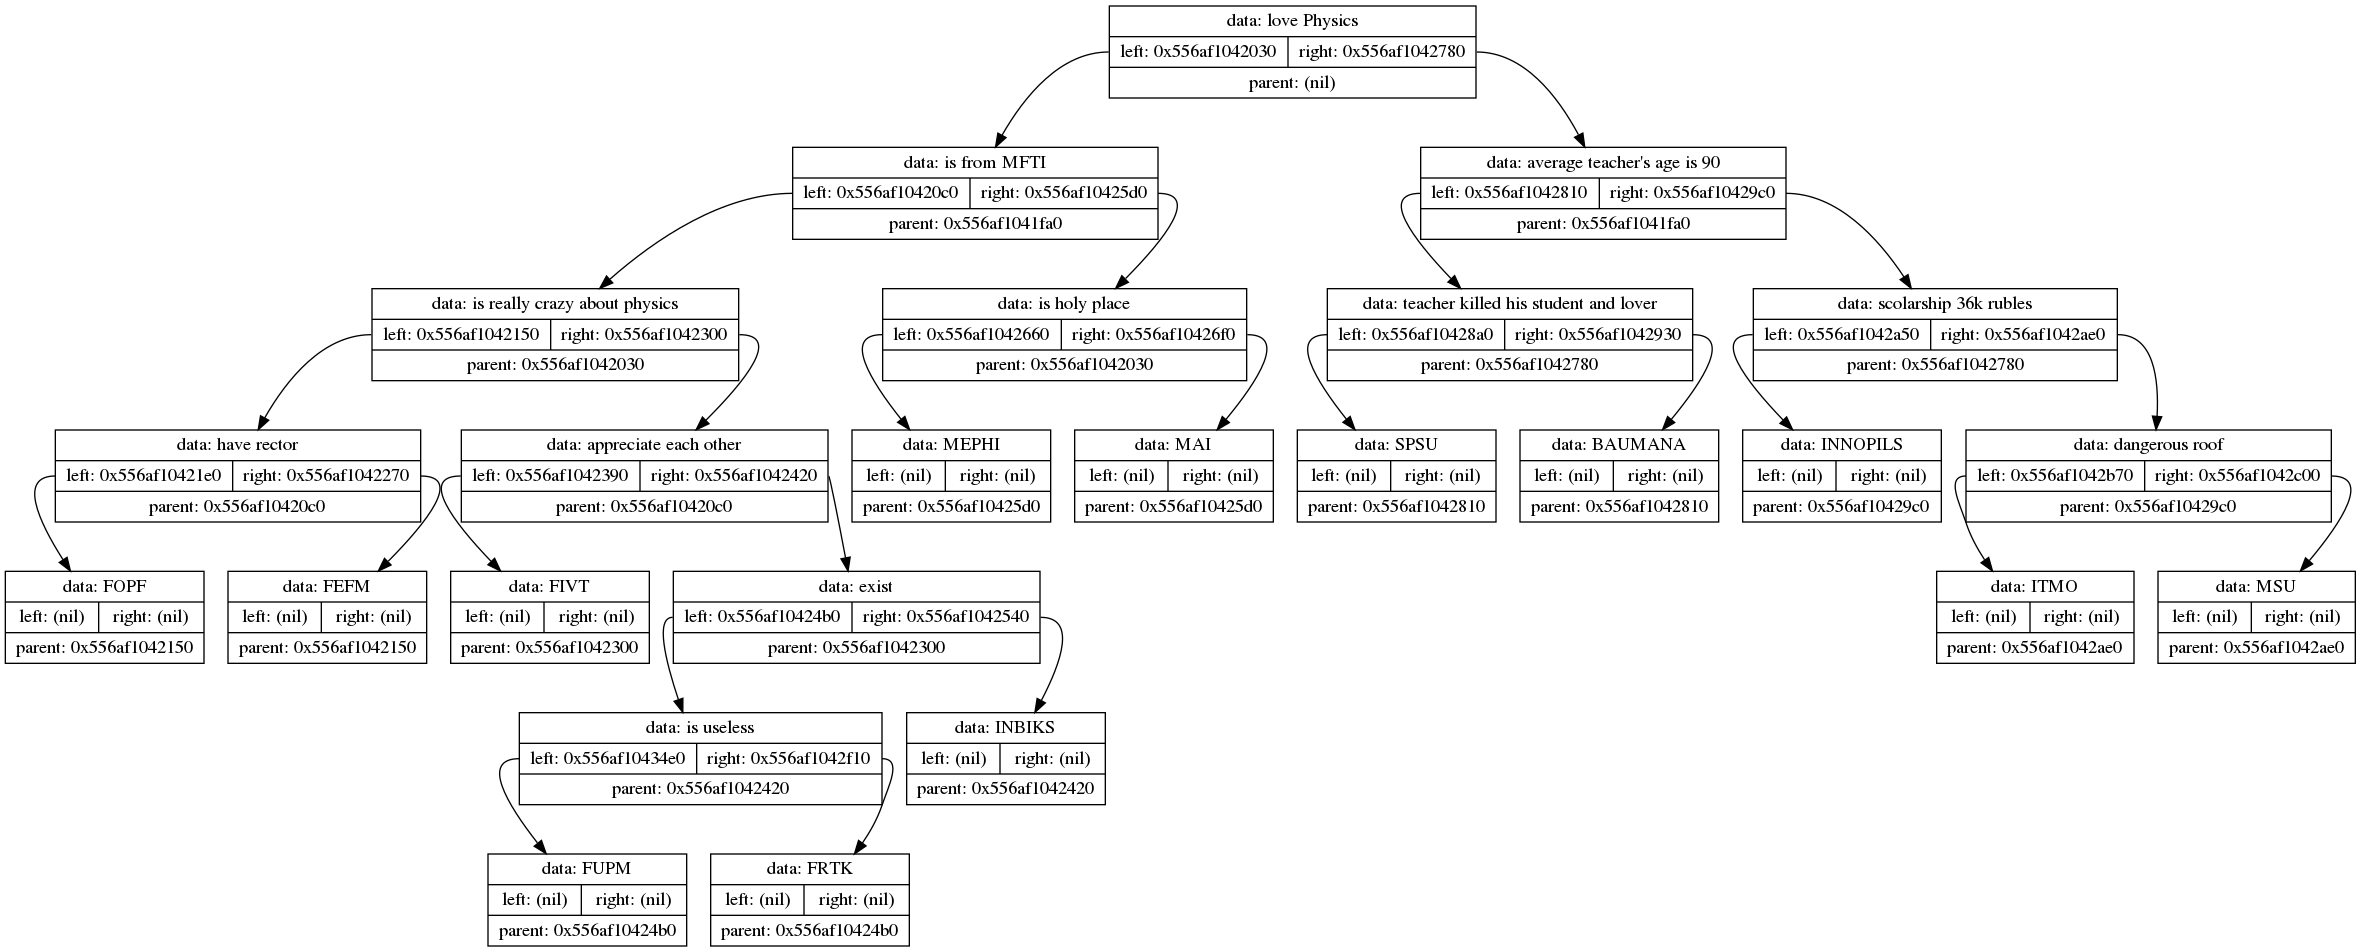 data: love Physics
left: 0x556af1042030 right: 0x556af1042780
parent: (nil)
data: is from MFTI
left: 0x556af10420c0 right: 0x556af10425d0
parent: 0x556af1041fa0
data: average teacher's age is 90
left: 0x556af1042810 right: 0x556af10429c0
parent: 0x556af1041fa0
data: is really crazy about physics
left: 0x556af1042150 right: 0x556af1042300
parent: 0x556af1042030
data: is holy place
left: 0x556af1042660 right: 0x556af10426f0
parent: 0x556af1042030
data: teacher killed his student and lover
left: 0x556af10428a0 right: 0x556af1042930
parent: 0x556af1042780
data: scolarship 36k rubles
left: 0x556af1042a50 right: 0x556af1042ae0
parent: 0x556af1042780
data: have rector
left: 0x556af10421e0 right: 0x556af1042270
parent: 0x556af10420c0
data: appreciate each other
left: 0x556af1042390 right: 0x556af1042420
parent: 0x556af10420c0
data: MEPHI
left: (nil) right: (nil)
parent: 0x556af10425d0
data: MAI
left: (nil) right: (nil)
parent: 0x556af10425d0
data: SPSU
left: (nil) right: (nil)
parent: 0x556af1042810
data: BAUMANA
left: (nil) right: (nil)
parent: 0x556af1042810
data: INNOPILS
left: (nil) right: (nil)
parent: 0x556af10429c0
data: dangerous roof
left: 0x556af1042b70 right: 0x556af1042c00
parent: 0x556af10429c0
data: FOPF
left: (nil) right: (nil)
parent: 0x556af1042150
data: FEFM
left: (nil) right: (nil)
parent: 0x556af1042150
data: FIVT
left: (nil) right: (nil)
parent: 0x556af1042300
data: exist
left: 0x556af10424b0 right: 0x556af1042540
parent: 0x556af1042300
data: ITMO
left: (nil) right: (nil)
parent: 0x556af1042ae0
data: MSU
left: (nil) right: (nil)
parent: 0x556af1042ae0
data: is useless
left: 0x556af10434e0 right: 0x556af1042f10
parent: 0x556af1042420
data: INBIKS
left: (nil) right: (nil)
parent: 0x556af1042420
data: FUPM
left: (nil) right: (nil)
parent: 0x556af10424b0
data: FRTK
left: (nil) right: (nil)
parent: 0x556af10424b0